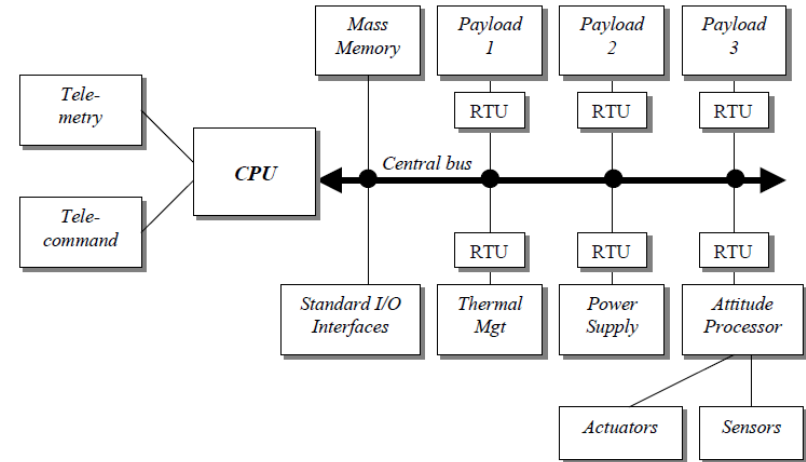 Mass
Memory
Payload
1
Payload
2
Payload
3
Tele-
metry
RTU
RTU
RTU
CPU
Central bus
Tele-
command
RTU
RTU
RTU
Standard I/O
Interfaces
Thermal
Mgt
Power
Supply
Attitude
Processor
Actuators
Sensors